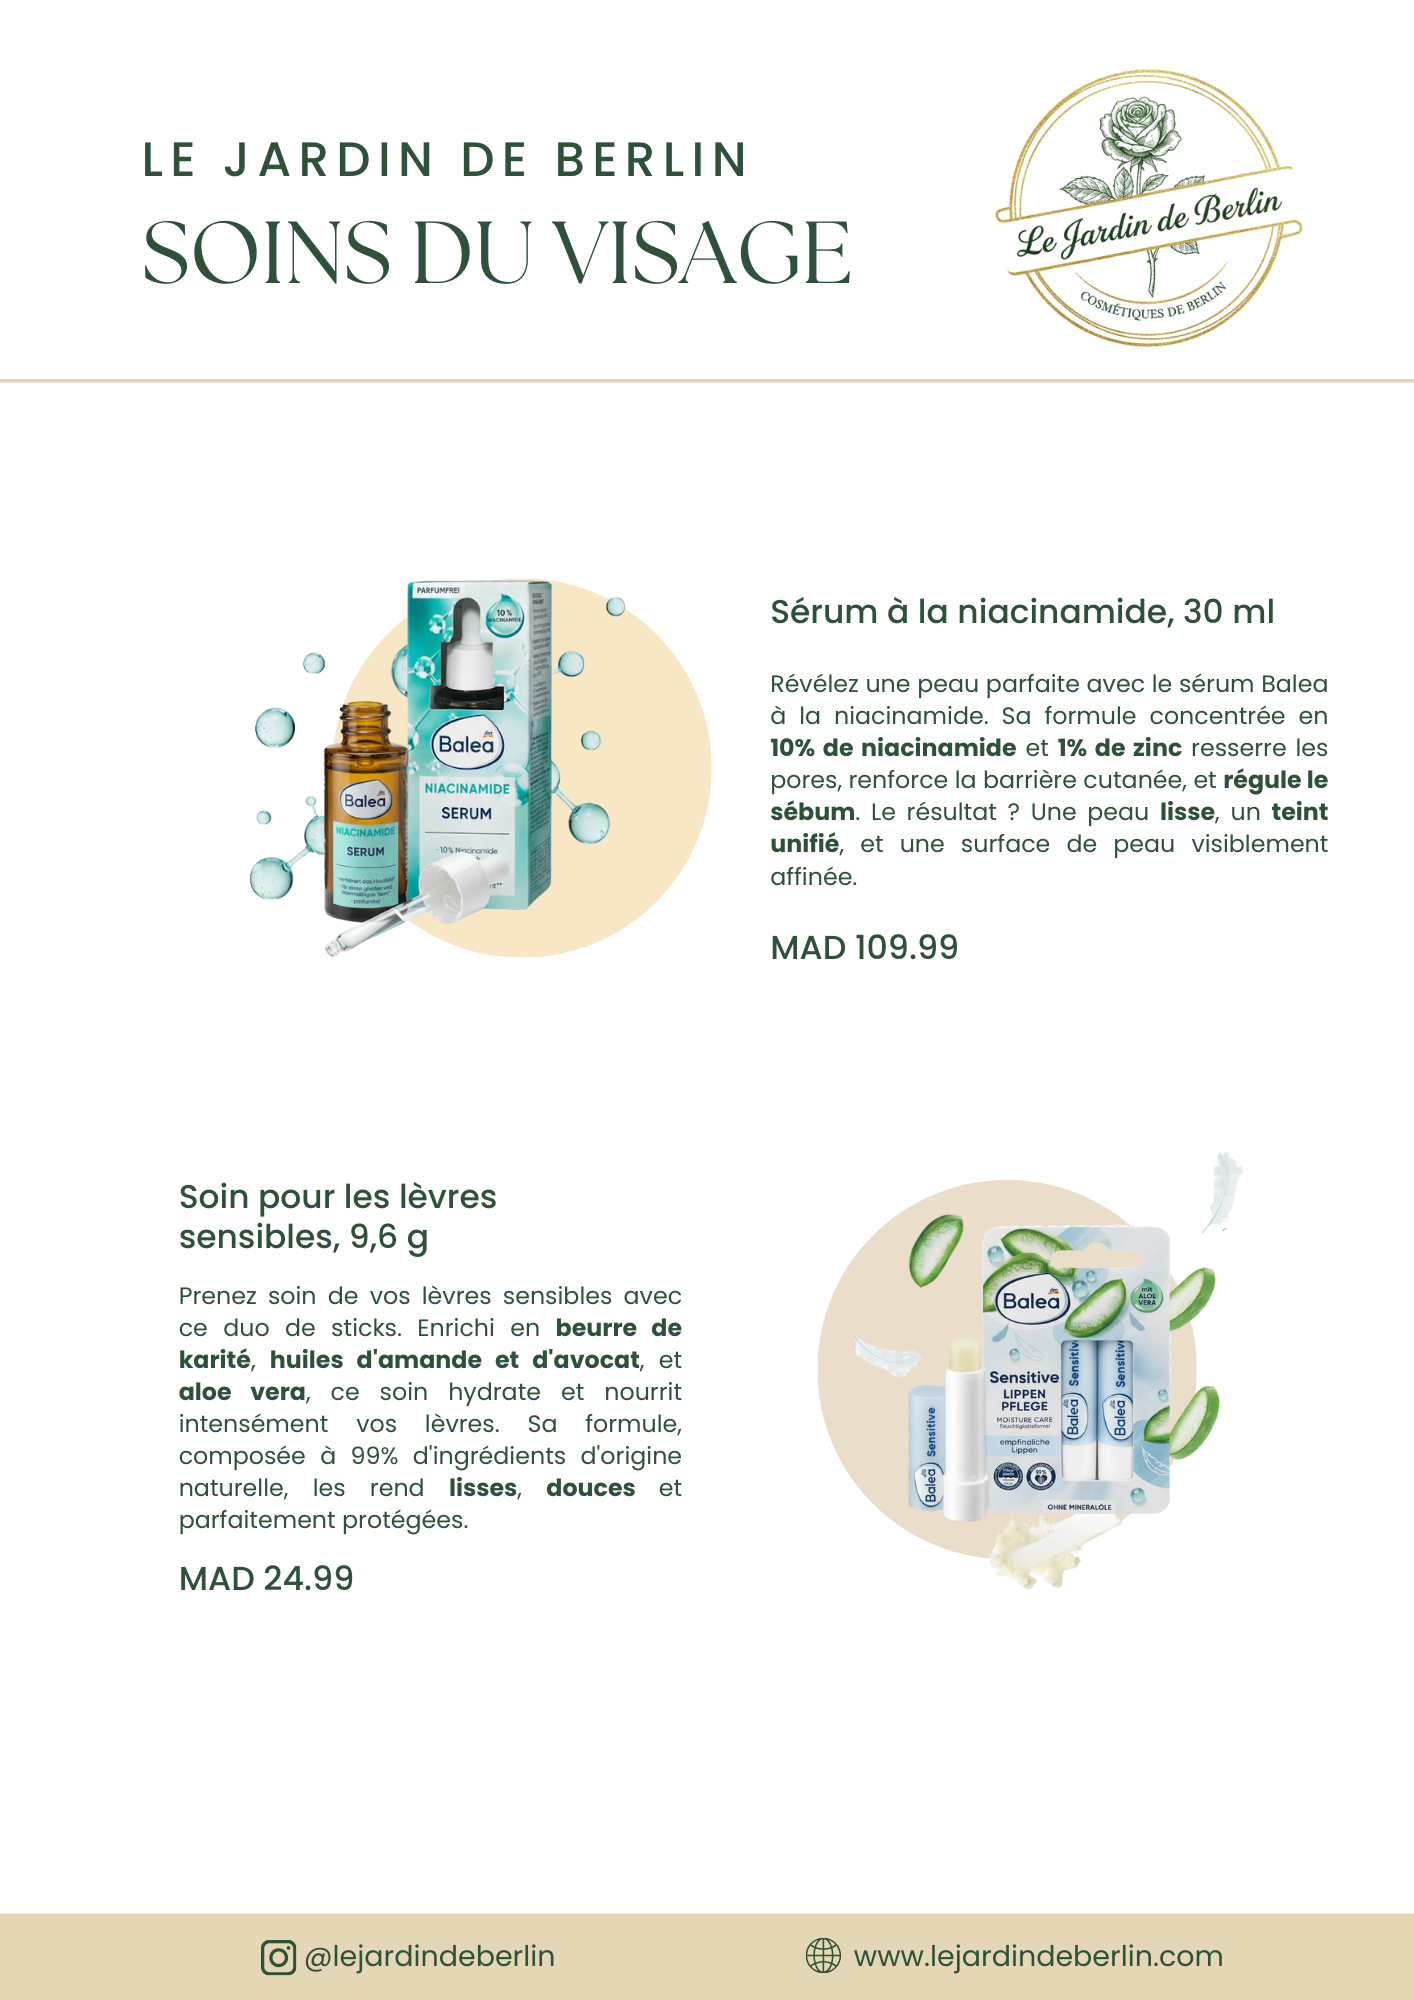 LE JARDIN DE BERLIN
SOINS DU VISAGE
Le Jardin de Berlin
COSMÉTIQUES DE BERLIN
PARFUMFREI
10%
NIACINAMIDE
Balea
NIACINAMIDE
SERUM
10% Niacinamide
Balea
NIACINAMIDE
SERUM
Sérum à la niacinamide, 30 ml
Révélez une peau parfaite avec le sérum Balea
à la niacinamide. Sa formule concentrée en
10% de niacinamide et 1% de zinc resserre les
pores, renforce la barrière cutanée, et régule le
sébum. Le résultat ? Une peau lisse, un teint
unifié, et une surface de peau visiblement
affinée.
MAD 109.99
Soin pour les lèvres
sensibles, 9,6 g
Prenez soin de vos lèvres sensibles avec
ce duo de sticks. Enrichi en beurre de
karité, huiles d'amande et d'avocat, et
aloe vera, ce soin hydrate et nourrit
intensément vos lèvres. Sa formule,
composée à 99% d'ingrédients d'origine
naturelle, les rend lisses, douces et
parfaitement protégées.
MAD 24.99
Balea
mit
ALOE
VERA
Sensitive
LIPPEN
PFLEGE
MOISTURE CARE
Feuchtigkeitsformel
empfindliche
Lippen
OHNE MINERALÖLE
Balea Sensitive
Balea Sensitive
Balea Sensitive
@lejardindeberlin
www.lejardindeberlin.com